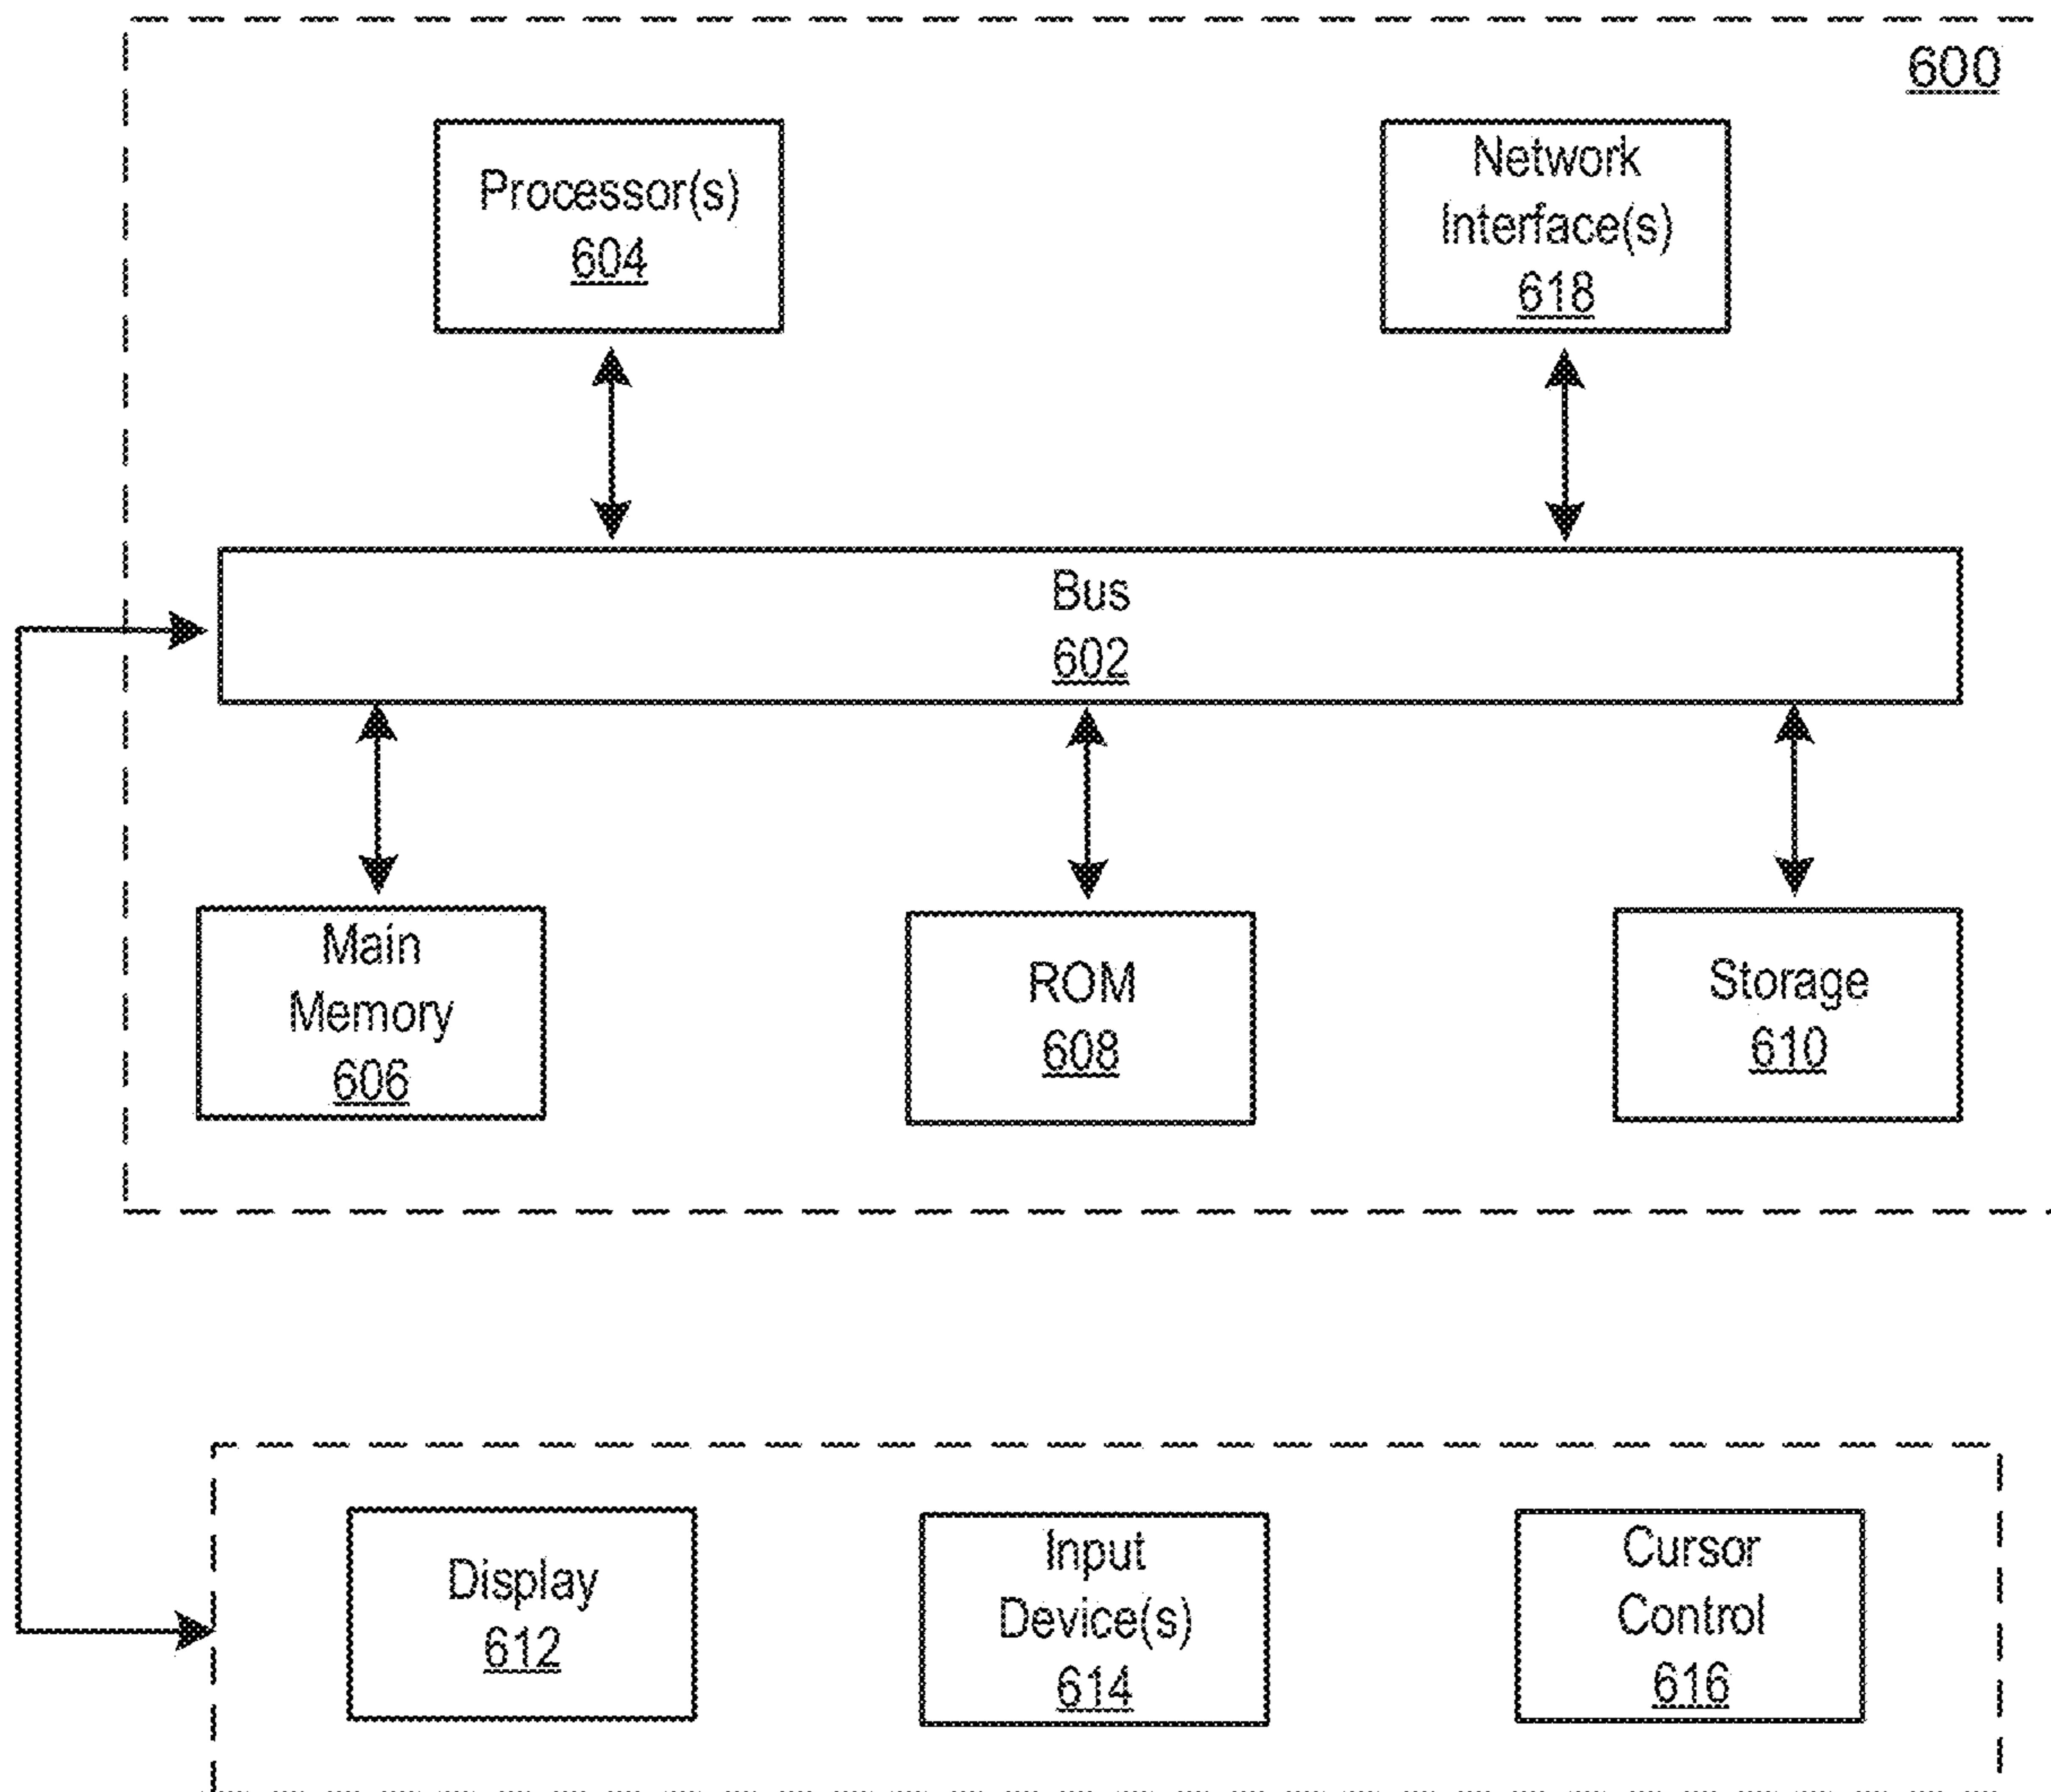 600
Processor(s)
604
Network
Interface(s)
618
Bus
602
Main
Memory
606
ROM
608
Storage
610
Display
612
Input
Device(s)
614
Cursor
Control
616